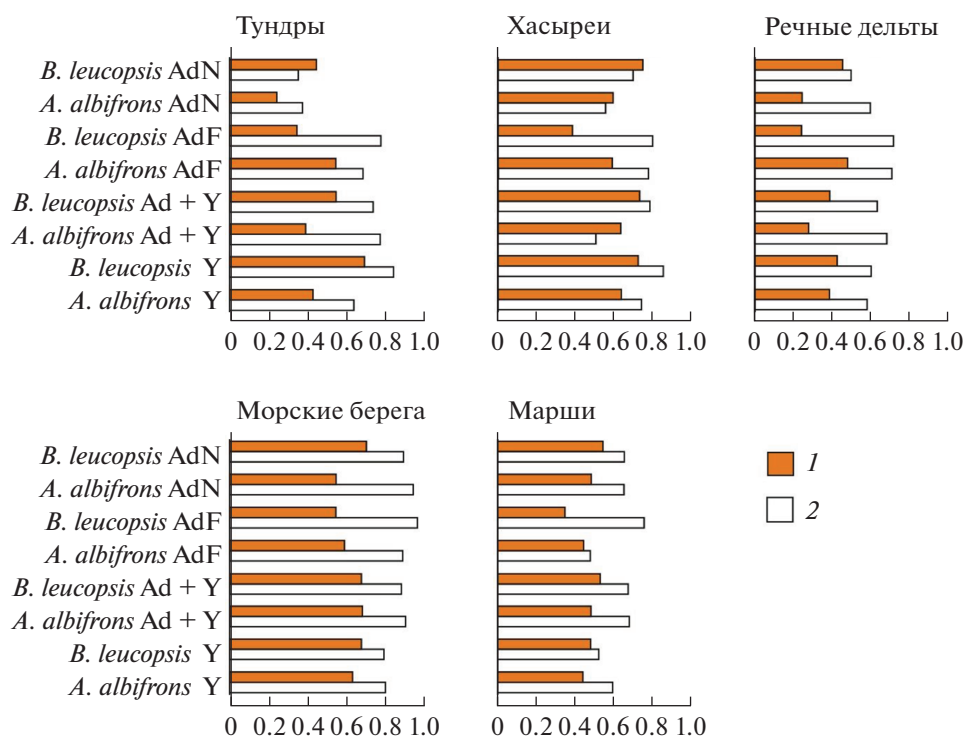 Тундры
Хасыреи
Речные дельты
B. leucopsis AdN
A. albifrons AdN
B. leucopsis AdF
A. albifrons AdF
B. leucopsis Ad + Y
A. albifrons Ad + Y
B. leucopsis Y
A. albifrons Y
0 0.2 0.4 0.6 0.8 1.0
0 0.2 0.4 0.6 0.8 1.0
0 0.2 0.4 0.6 0.8 1.0
Морские берега
Марши
B. leucopsis AdN
A. albifrons AdN
B. leucopsis AdF
A. albifrons AdF
B. leucopsis Ad + Y
A. albifrons Ad + Y
B. leucopsis Y
A. albifrons Y
0 0.2 0.4 0.6 0.8 1.0
0 0.2 0.4 0.6 0.8 1.0
1
2